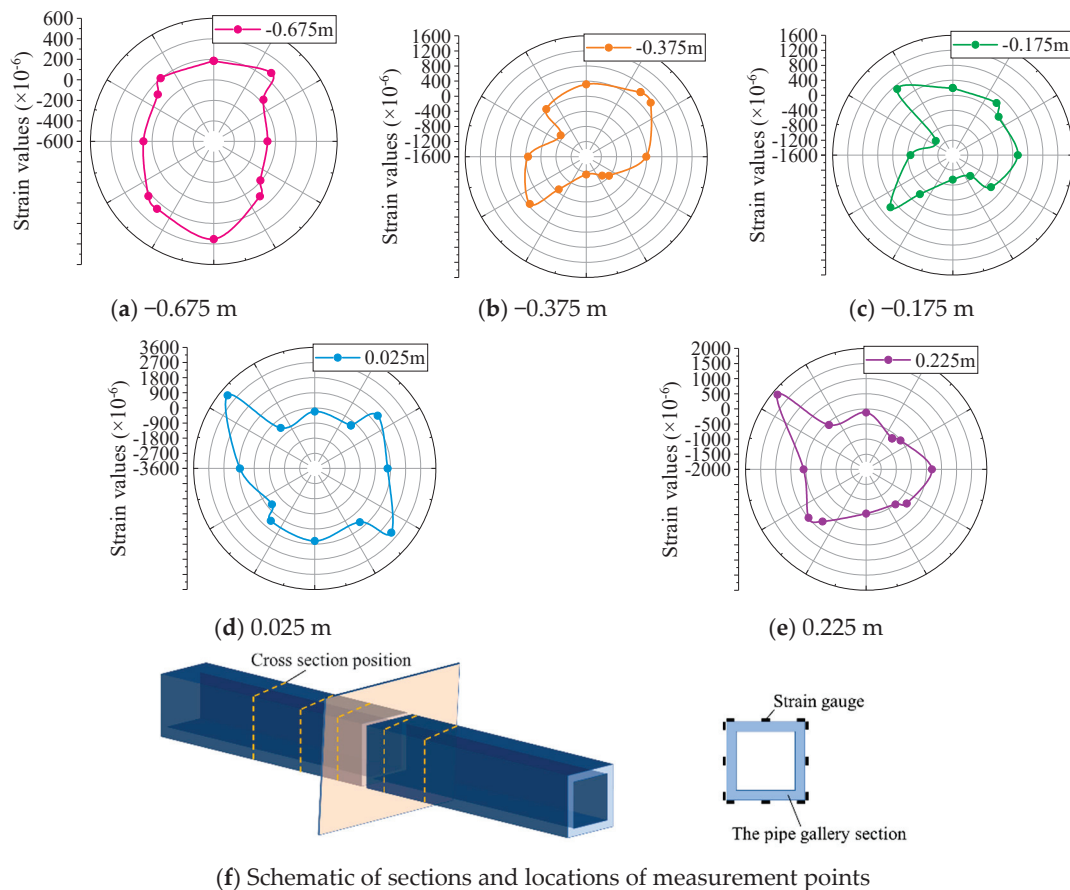 Strain values (×10⁻⁶)
600
400
200
0
-200
-400
-600
-0.675m
(a) −0.675 m
Strain values (×10⁻⁶)
1600
1200
800
400
0
-400
-800
-1200
-1600
-0.375m
(b) −0.375 m
Strain values (×10⁻⁶)
1600
1200
800
400
0
-400
-800
-1200
-1600
-0.175m
(c) −0.175 m
Strain values (×10⁻⁶)
3600
2700
1800
900
0
-900
-1800
-2700
-3600
0.025m
(d) 0.025 m
Strain values (×10⁻⁶)
2000
1500
1000
500
0
-500
-1000
-1500
-2000
0.225m
(e) 0.225 m
Cross section position
Strain gauge
The pipe gallery section
(f) Schematic of sections and locations of measurement points